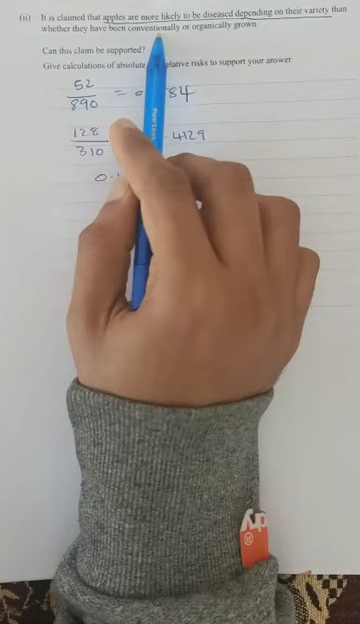 (ii) It is claimed that apples are more likely to be diseased depending on their variety than
whether they have been conventionally or organically grown.
Can this claim be supported?
Give calculations of absolute relative risks to support your answer.
52
890 = 0 84
128
310 .4129
0.